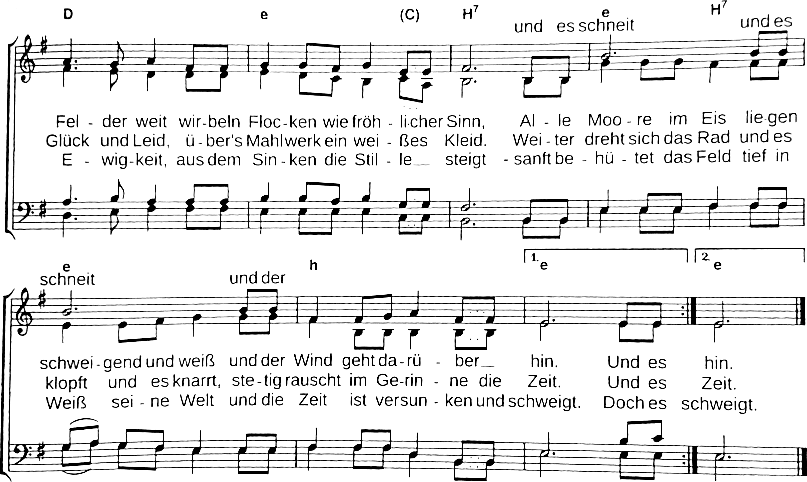 D e (C) H7 e H7
und es schneit und es
Fel - der weit wir-beln Floc-ken wie fröh - li-cher Sinn, Al - le Moo - re im Eis lie-gen
Glück und Leid, ü-ber's Mahl-werk ein wei - ßes Kleid. Wei - ter dreht sich das Rad und es
E - wig-keit, aus dem Sin-ken die Stil - le steigt - sanft be-hü - tet das Feld tief in
e h 1. e 2. e
schneit und der
schwei-gend und weiß und der Wind geht da-rü - ber hin. Und es hin.
klopft und es knarrt, ste-tig rauscht im Ge-rin - ne die Zeit. Und es Zeit.
Weiß sei-ne Welt und die Zeit ist versun - ken und schweigt. Doch es schweigt.